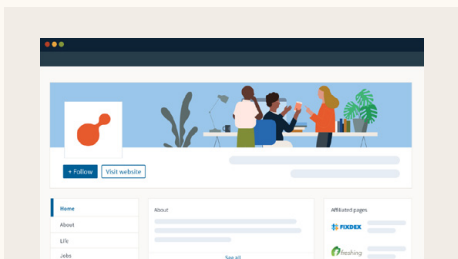 + Follow
Visit website
Home
About
Life
Jobs
About
See all
Affiliated pages
FIXDEX
freshing